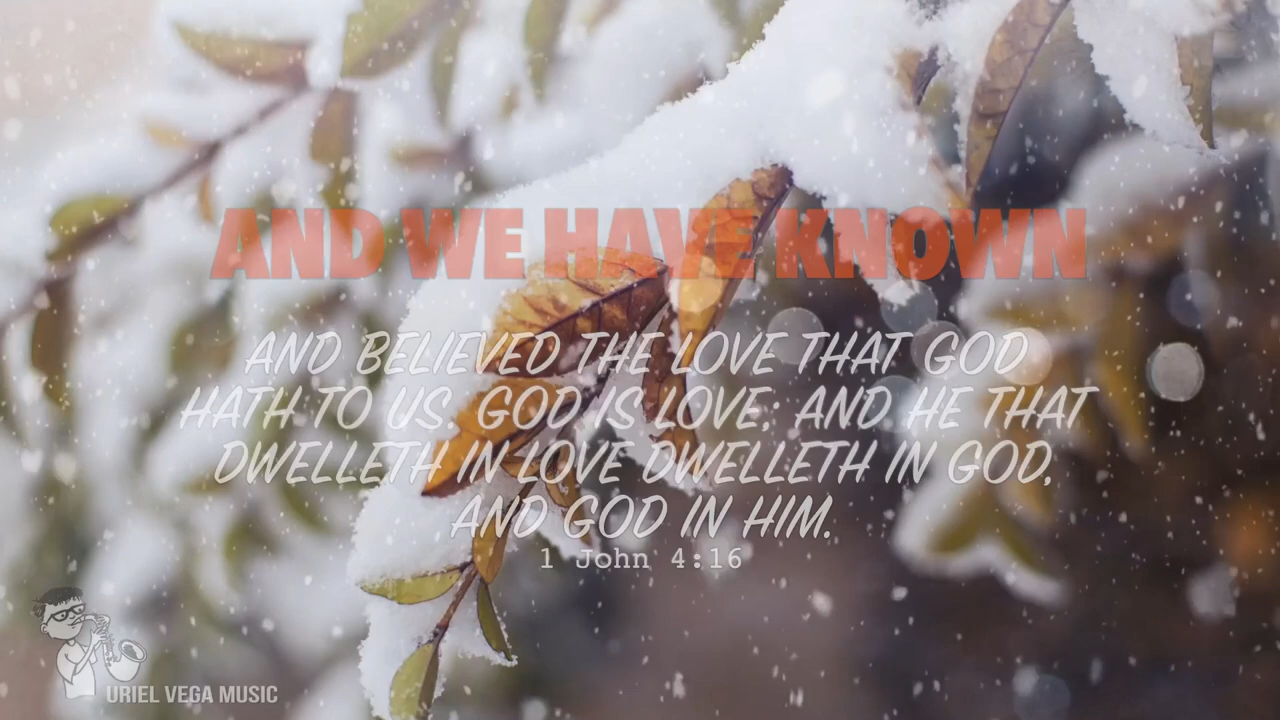 AND WE HAVE KNOWN
AND BELIEVED THE LOVE THAT GOD
HATH TO US. GOD IS LOVE; AND HE THAT
DWELLETH IN LOVE DWELLETH IN GOD,
AND GOD IN HIM.
1 John 4:16
URIEL VEGA MUSIC